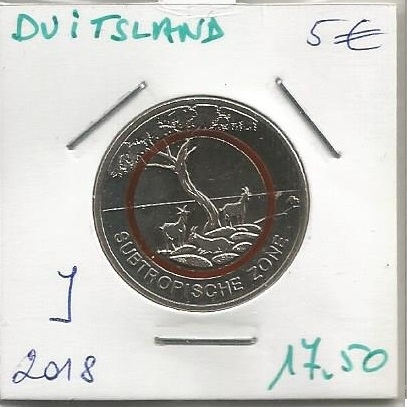 DUITSLAND 5€
SUBTROPISCHE ZONE
J
2018 17.50